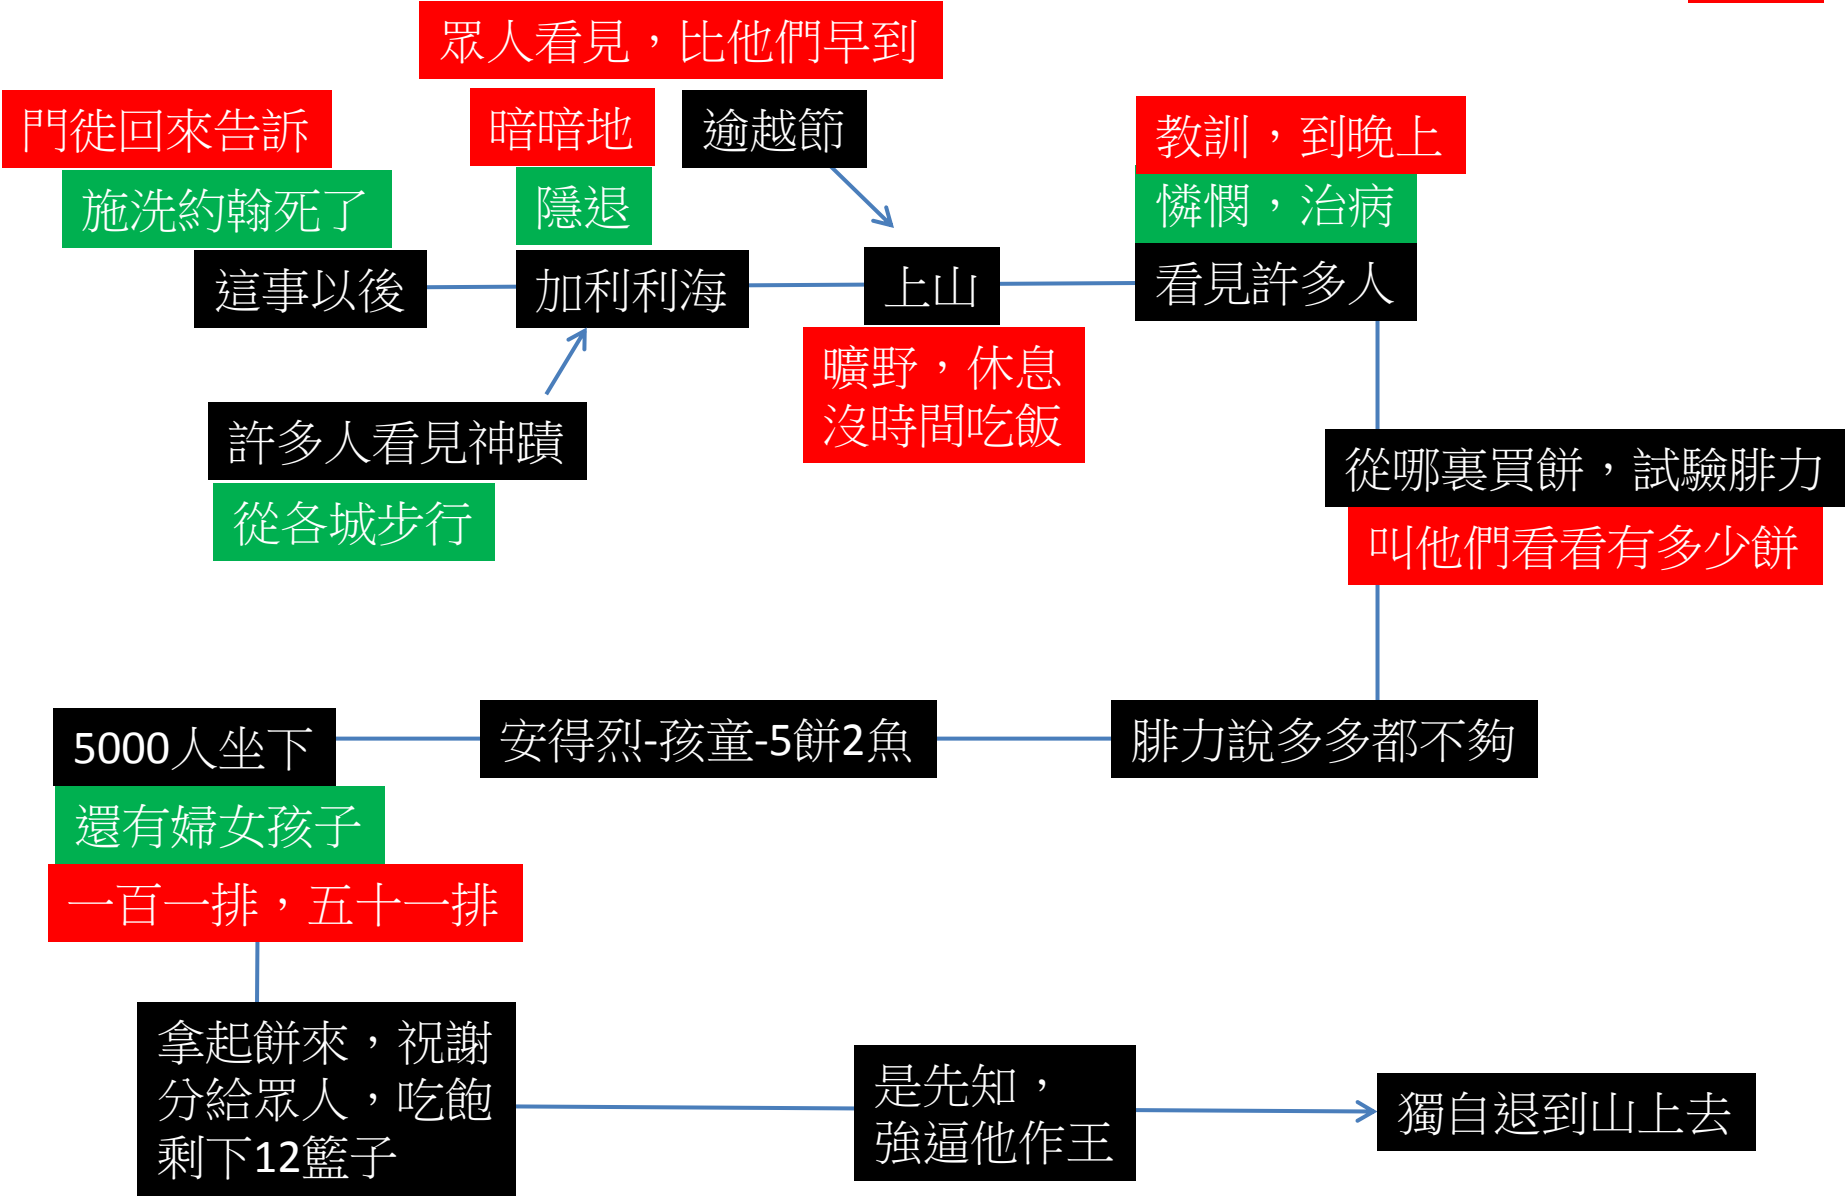 眾人看見，比他們早到
門徙回來告訴
暗暗地
逾越節
教訓，到晚上
施洗約翰死了
隱退
憐憫，治病
這事以後
加利利海
上山
看見許多人
曠野，休息
沒時間吃飯
許多人看見神蹟
從各城步行
從哪裏買餅，試驗腓力
叫他們看看有多少餅
5000人坐下
安得烈-孩童-5餅2魚
腓力說多多都不夠
還有婦女孩子
一百一排，五十一排
拿起餅來，祝謝
分給眾人，吃飽
剩下12籃子
是先知，
強逼他作王
獨自退到山上去